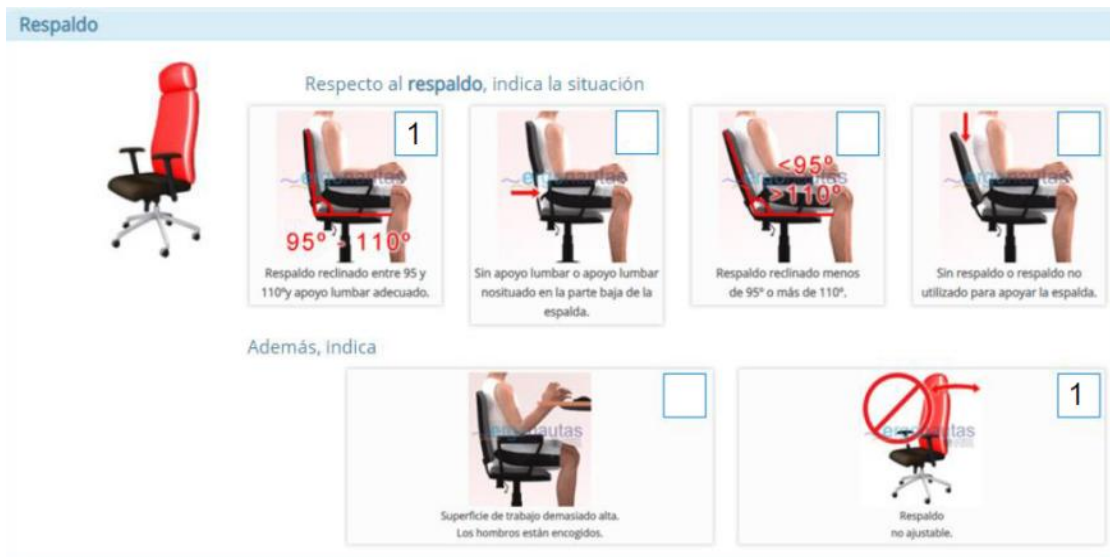 Respaldo
Respecto al respaldo, indica la situación
1
95º - 110º
Respaldo reclinado entre 95 y
110ºy apoyo lumbar adecuado.
Sin apoyo lumbar o apoyo lumbar
nosituado en la parte baja de la
espalda.
<95º
>110º
Respaldo reclinado menos
de 95º o más de 110º.
Sin respaldo o respaldo no
utilizado para apoyar la espalda.
Además, indica
Superficie de trabajo demasiado alta.
Los hombros están encogidos.
1
Respaldo
no ajustable.